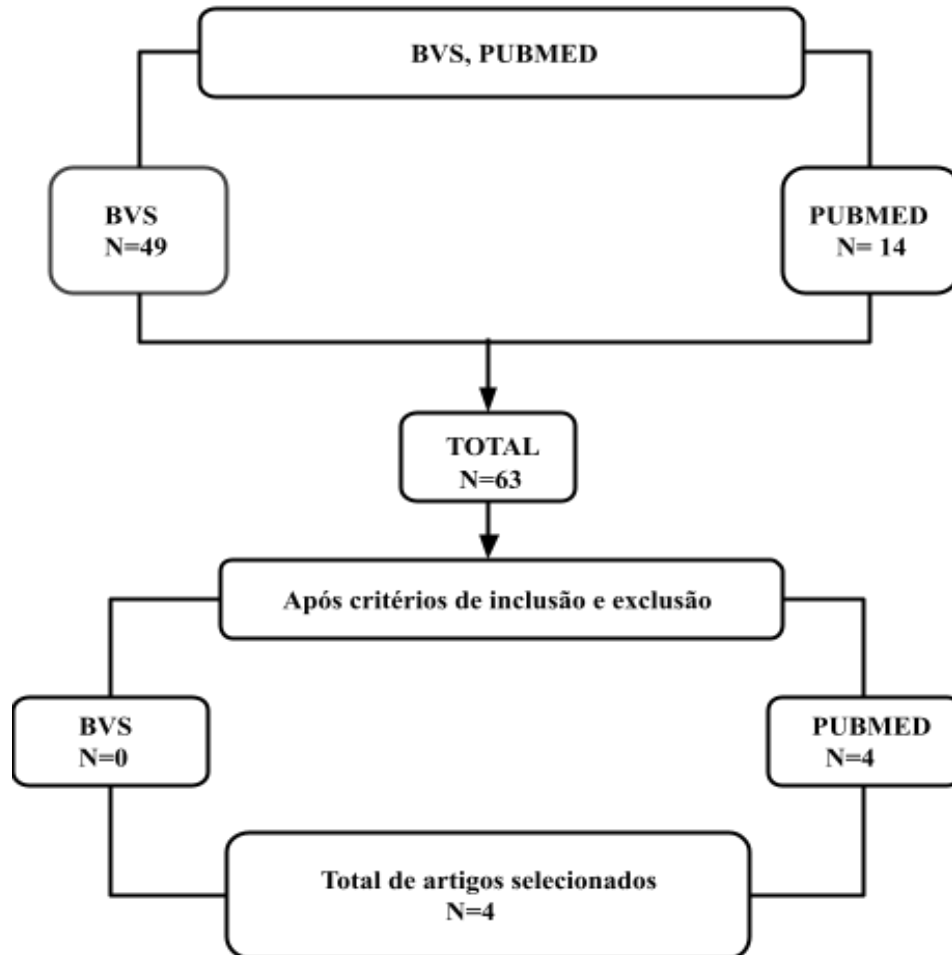 BVS, PUBMED
BVS
N=49
PUBMED
N= 14
TOTAL
N=63
Após critérios de inclusão e exclusão
BVS
N=0
PUBMED
N=4
Total de artigos selecionados
N=4